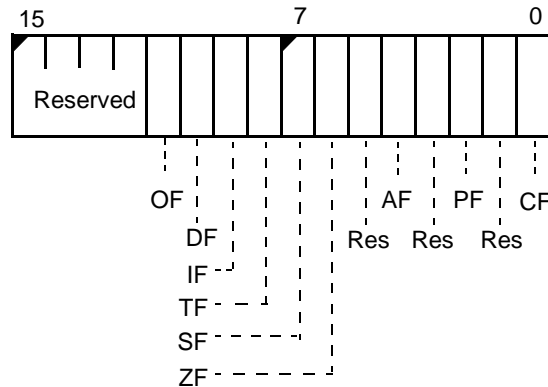 15 7 0
Reserved
OF AF PF CF
DF Res Res Res
IF
TF
SF
ZF